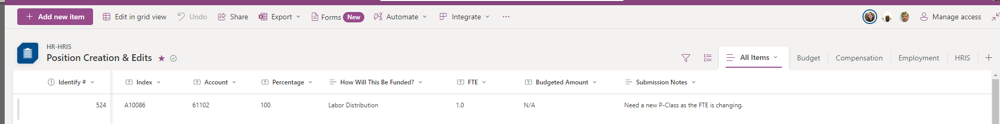 Add new item Edit in grid view Undo Share Export Forms New Automate Integrate ... Manage access
HR-HRIS
Position Creation & Edits All Items Budget Compensation Employment HRIS
1 Identify # Index Account Percentage How Will This Be Funded? FTE Budgeted Amount Submission Notes
524 A10086 61102 100 Labor Distribution 1.0 N/A Need a new P-Class as the FTE is changing.